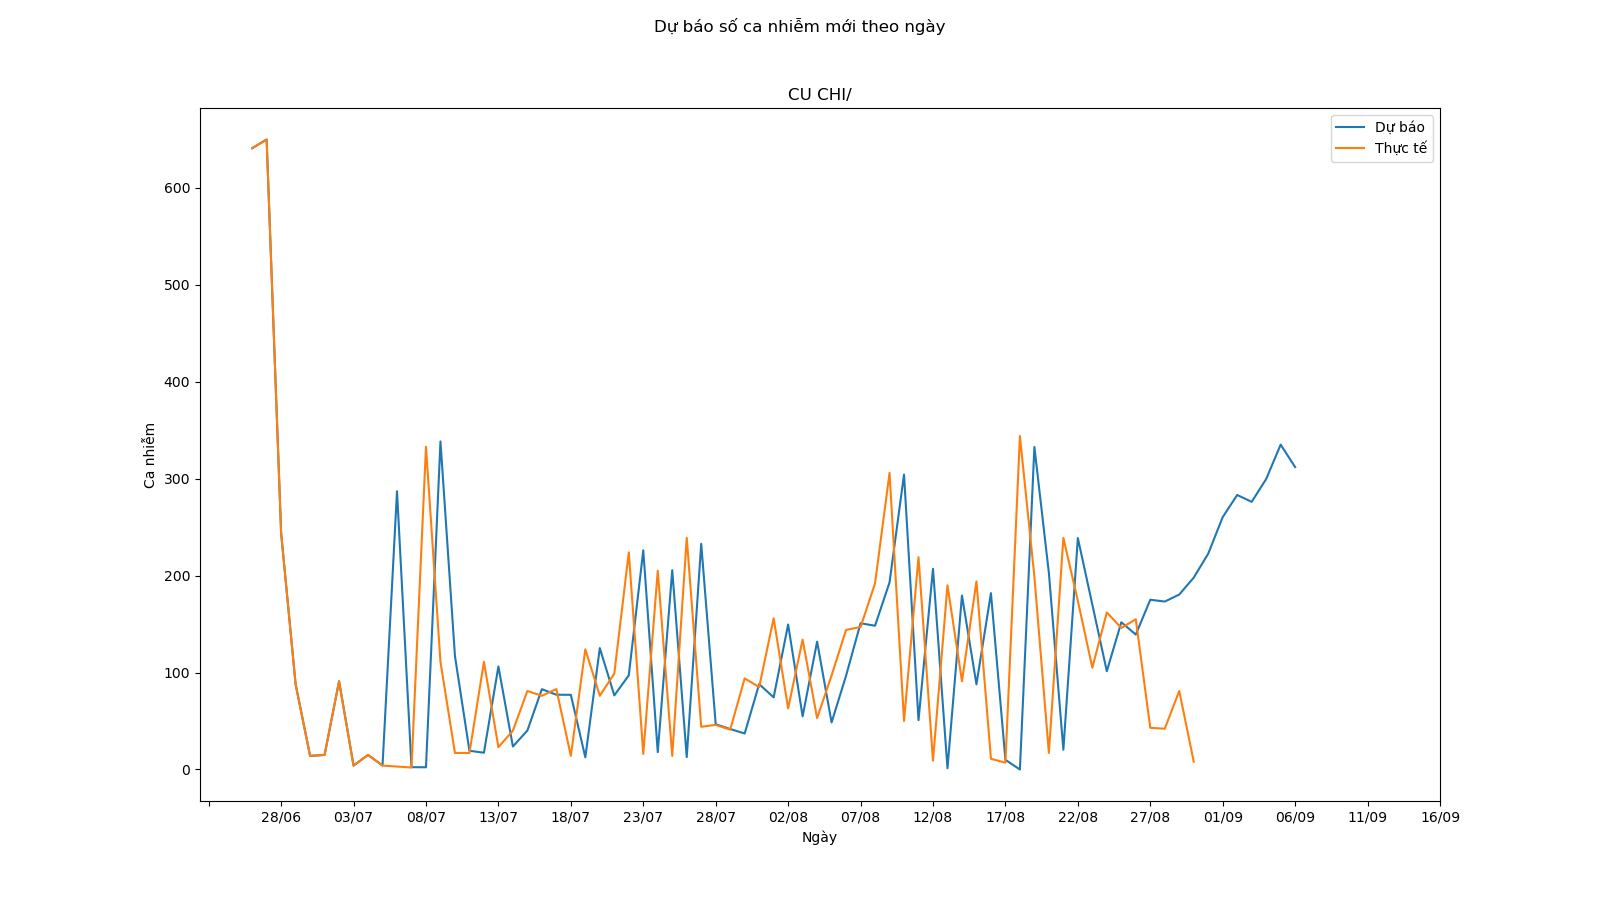 Dự báo số ca nhiễm mới theo ngày
CU CHI/
Dự báo
Thực tế
600
500
400
300
200
100
0
Ca nhiễm
28/06 03/07 08/07 13/07 18/07 23/07 28/07 02/08 07/08 12/08 17/08 22/08 27/08 01/09 06/09 11/09 16/09
Ngày